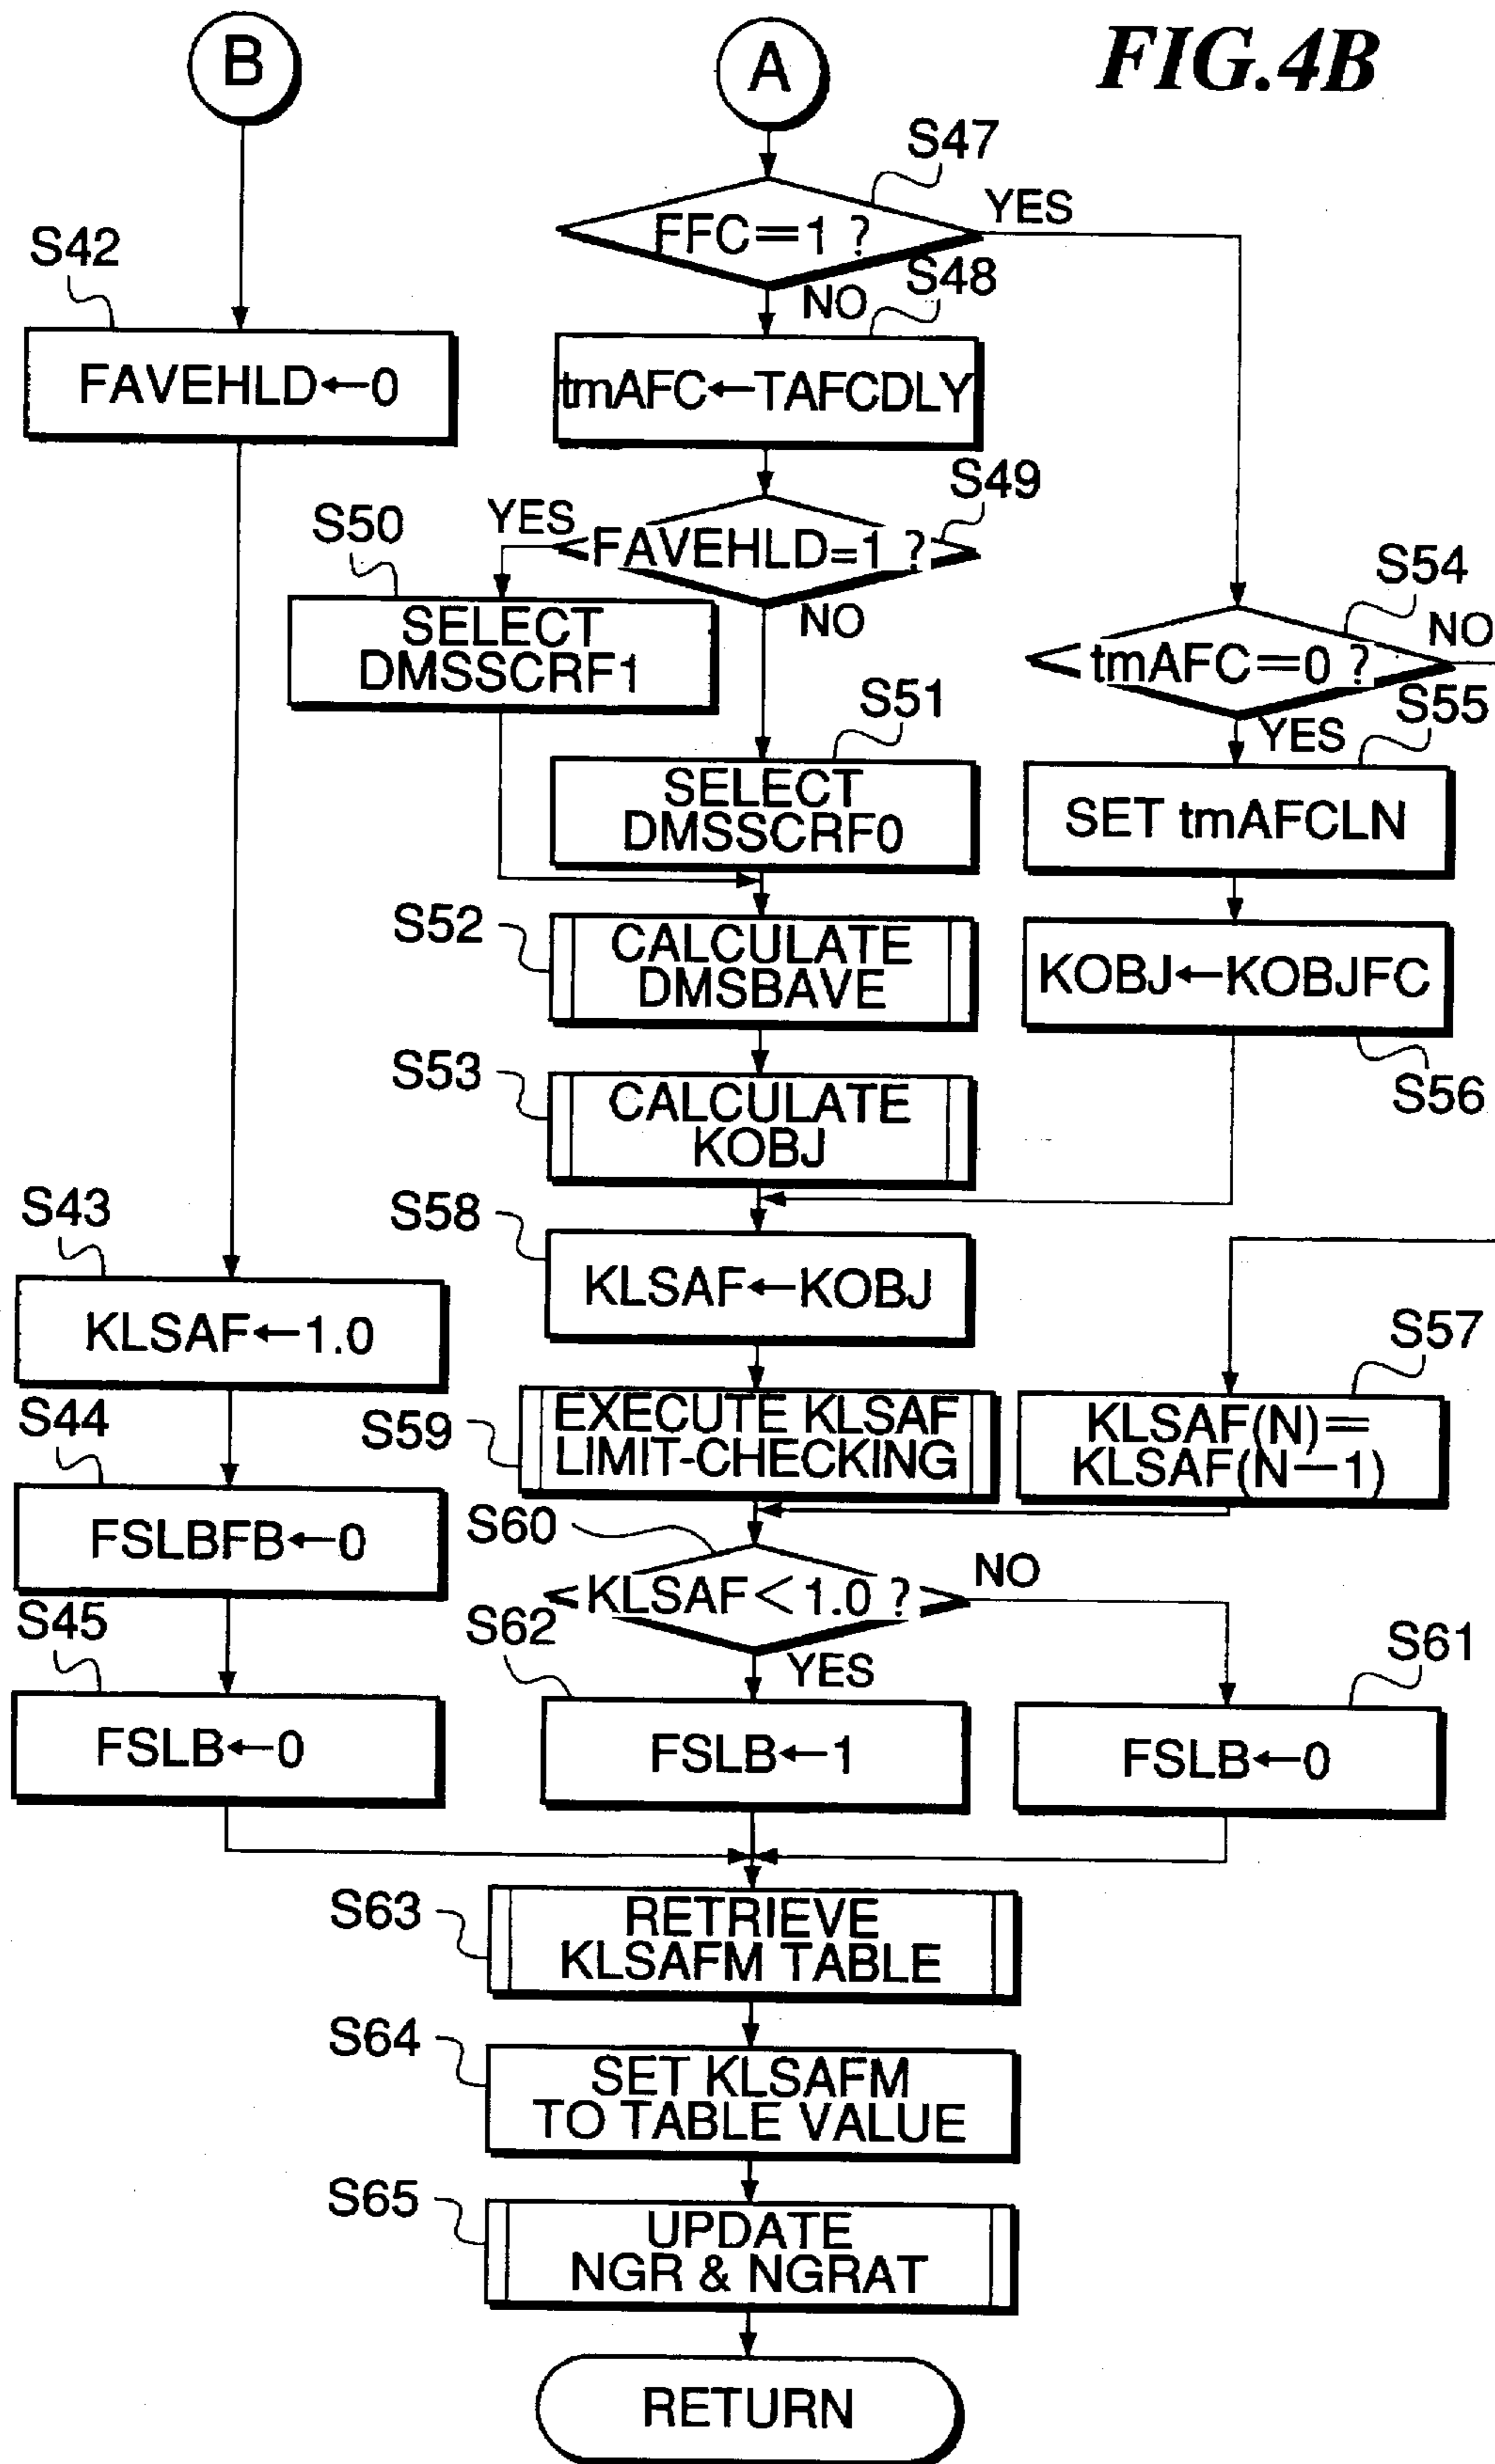 FIG.4B
B
A
S47
FFC=1 ?
YES
NO
S42
FAVEHLD←0
S48
tmAFC←TAFCDLY
S49
FAVEHLD=1 ?
YES
NO
S50
SELECT
DMSSCRF1
S51
SELECT
DMSSCRF0
S54
tmAFC=0 ?
NO
YES
S55
SET tmAFCLN
S52
CALCULATE
DMSBAVE
KOBJ←KOBJFC
S56
S53
CALCULATE
KOBJ
S43
KLSAF←1.0
S58
KLSAF←KOBJ
S57
KLSAF(N)=
KLSAF(N−1)
S59
EXECUTE KLSAF
LIMIT-CHECKING
S44
FSLBFB←0
S60
KLSAF<1.0 ?
NO
YES
S45
FSLB←0
S62
FSLB←1
S61
FSLB←0
S63
RETRIEVE
KLSAFM TABLE
S64
SET KLSAFM
TO TABLE VALUE
S65
UPDATE
NGR & NGRAT
RETURN